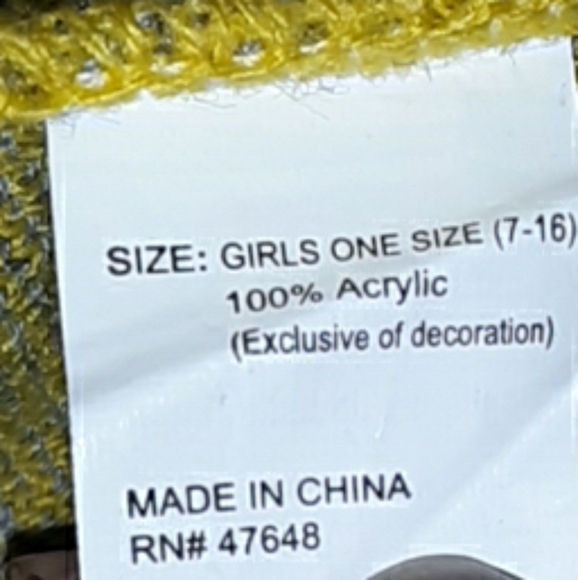 SIZE: GIRLS ONE SIZE (7-16)
100% Acrylic
(Exclusive of decoration)
MADE IN CHINA
RN# 47648